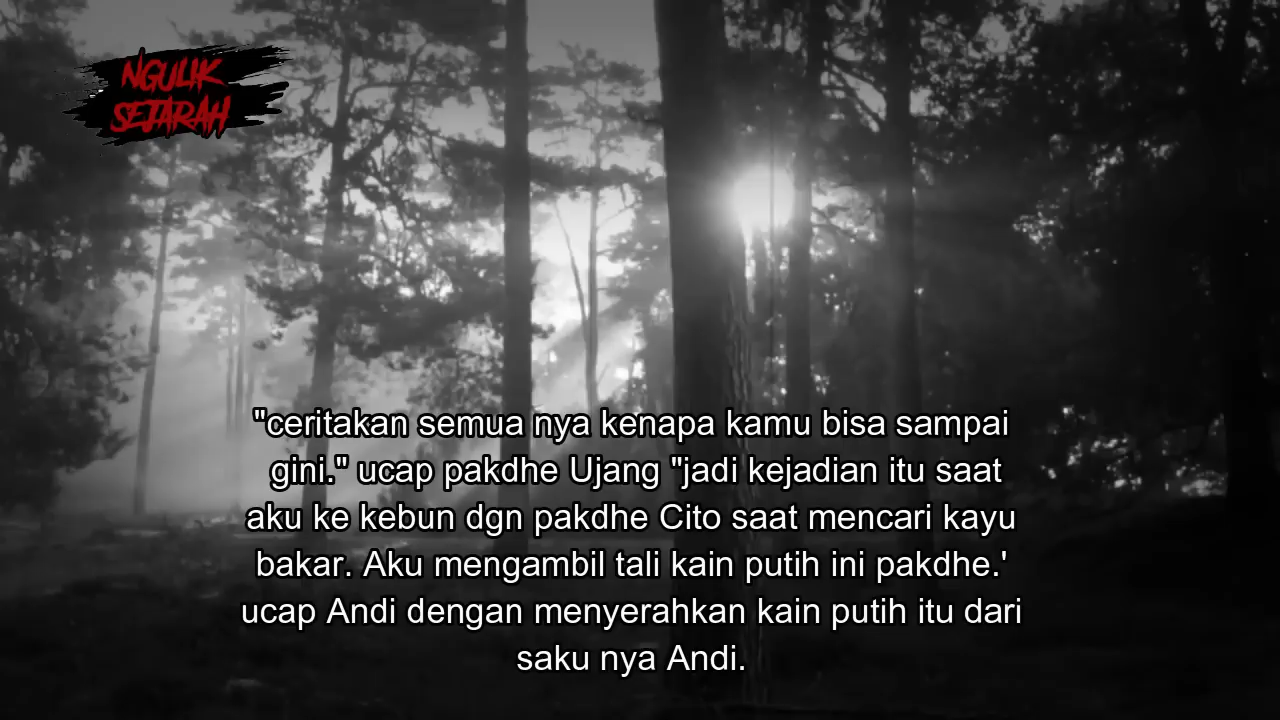 NGULIK
SEJARAH
"ceritakan semua nya kenapa kamu bisa sampai
gini." ucap pakdhe Ujang "jadi kejadian itu saat
aku ke kebun dgn pakdhe Cito saat mencari kayu
bakar. Aku mengambil tali kain putih ini pakdhe.'
ucap Andi dengan menyerahkan kain putih itu dari
saku nya Andi.